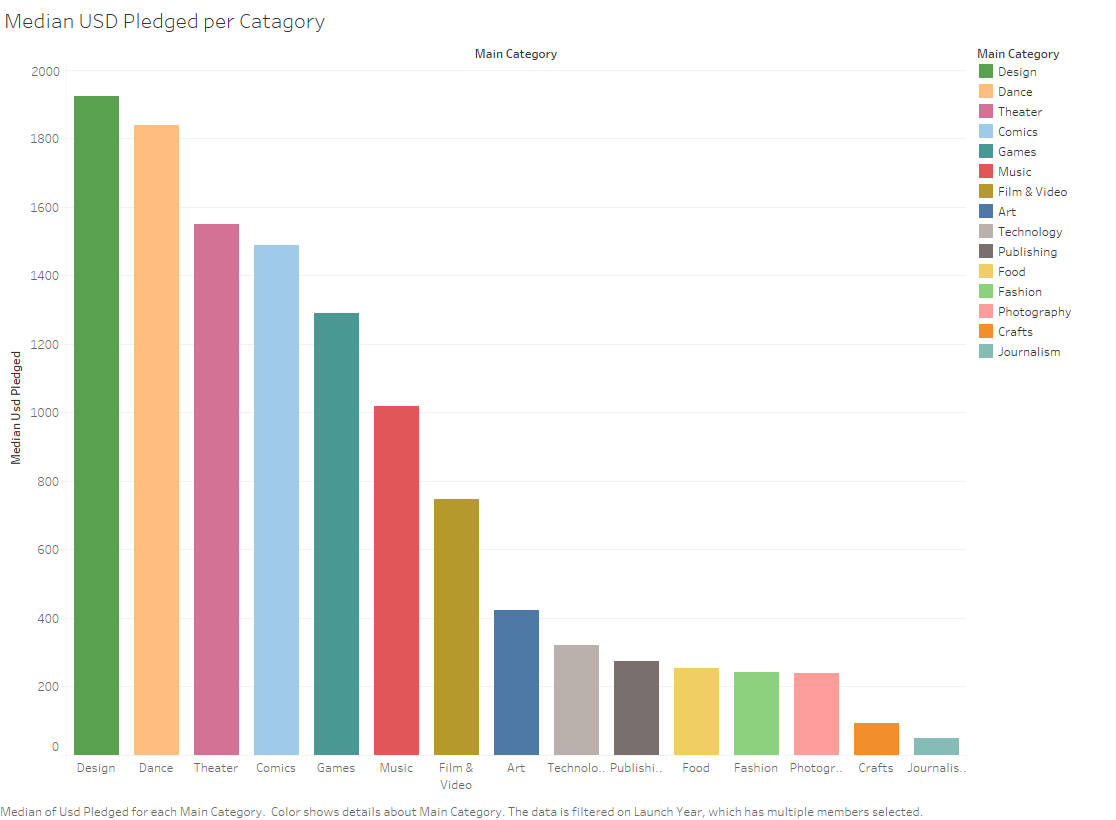 Median USD Pledged per Catagory
Main Category
Main Category
Design
Dance
Theater
Comics
Games
Music
Film & Video
Art
Technology
Publishing
Food
Fashion
Photography
Crafts
Journalism
2000
1800
1600
1400
1200
1000
800
600
400
200
0
Median Usd Pledged
Design Dance Theater Comics Games Music Film & Art Technolo.. Publishi.. Food Fashion Photogr.. Crafts Journalis..
Video
Median of Usd Pledged for each Main Category. Color shows details about Main Category. The data is filtered on Launch Year, which has multiple members selected.